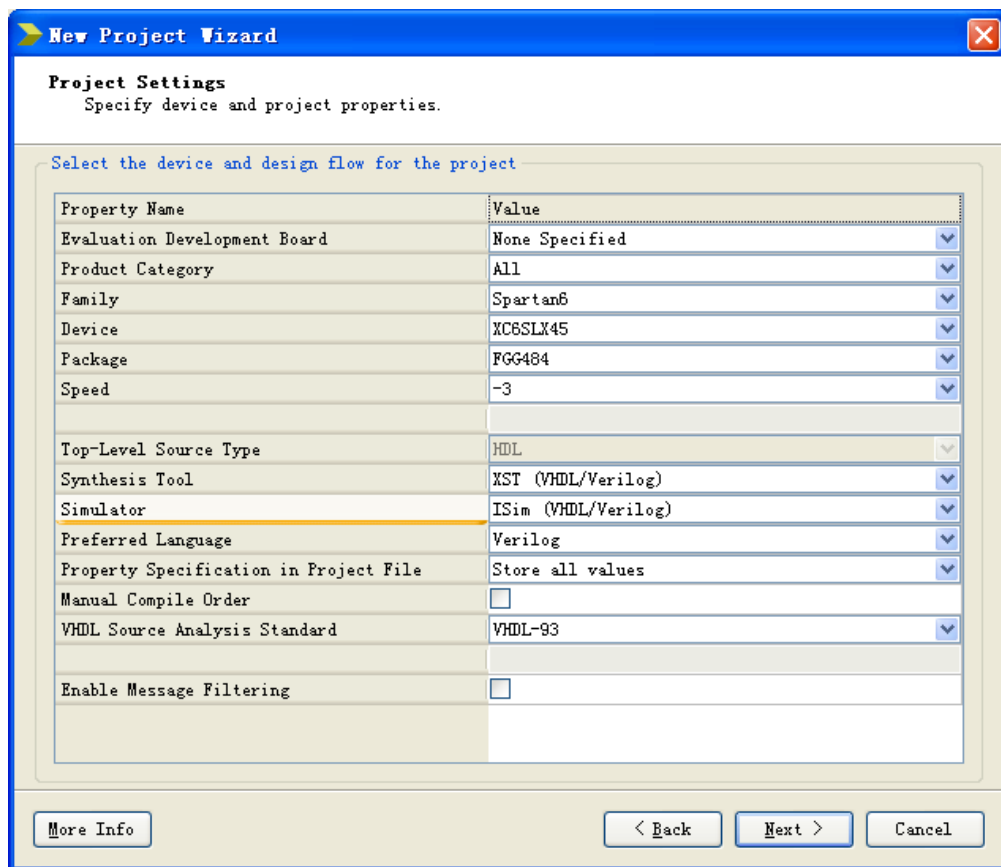 New Project Wizard
Project Settings
Specify device and project properties.
Select the device and design flow for the project
Property Name Value
Evaluation Development Board None Specified
Product Category All
Family Spartan6
Device XC6SLX45
Package FGG484
Speed -3
Top-Level Source Type HDL
Synthesis Tool XST (VHDL/Verilog)
Simulator ISim (VHDL/Verilog)
Preferred Language Verilog
Property Specification in Project File Store all values
Manual Compile Order
VHDL Source Analysis Standard VHDL-93
Enable Message Filtering
More Info < Back Next > Cancel